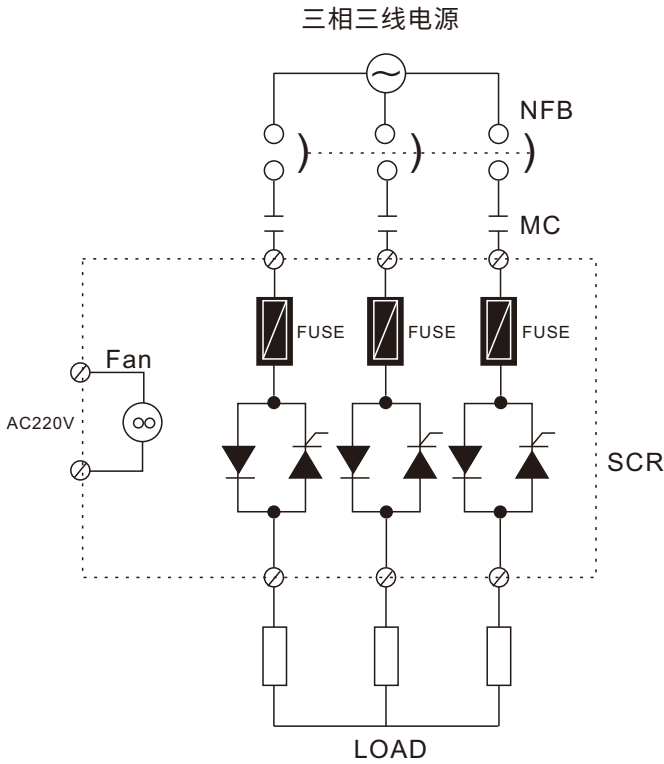 三相三线电源
NFB
MC
FUSE FUSE FUSE
Fan
AC220V
SCR
LOAD